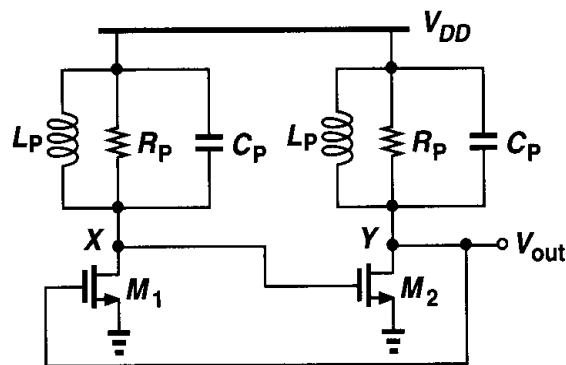 V_DD
L_P R_P C_P L_P R_P C_P
X Y V_out
M_1 M_2